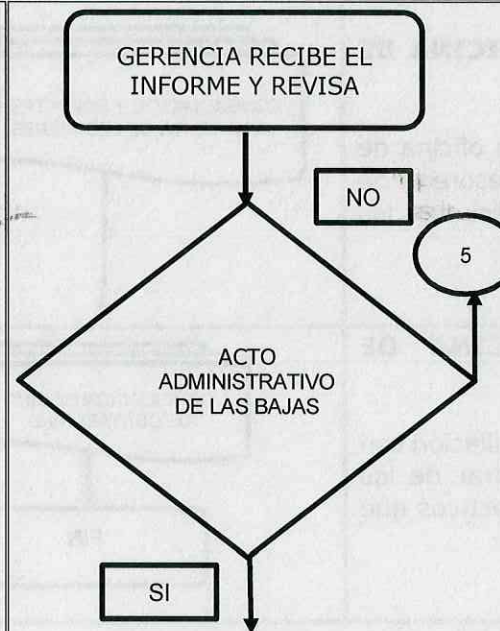 GERENCIA RECIBE EL
INFORME Y REVISA
NO
5
ACTO
ADMINISTRATIVO
DE LAS BAJAS
SI